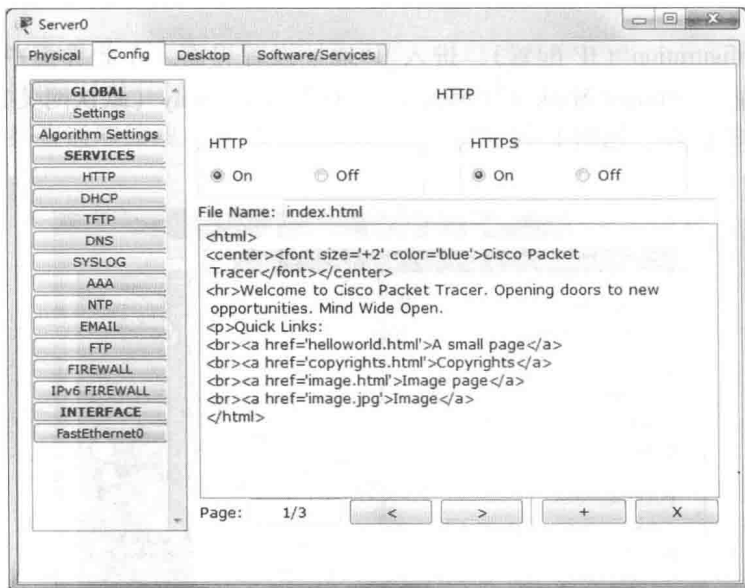 Server0
Physical Config Desktop Software/Services
GLOBAL
Settings
Algorithm Settings
SERVICES
HTTP
DHCP
TFTP
DNS
SYSLOG
AAA
NTP
EMAIL
FTP
FIREWALL
IPv6 FIREWALL
INTERFACE
FastEthernet0
HTTP
HTTP
On Off
HTTPS
On Off
File Name: index.html
<html>
<center><font size='+2' color='blue'>Cisco Packet
Tracer</font></center>
<hr>Welcome to Cisco Packet Tracer. Opening doors to new
opportunities. Mind Wide Open.
<p>Quick Links:
<br><a href='helloworld.html'>A small page</a>
<br><a href='copyrights.html'>Copyrights</a>
<br><a href='image.html'>Image page</a>
<br><a href='image.jpg'>Image</a>
</html>
Page: 1/3 < > + X